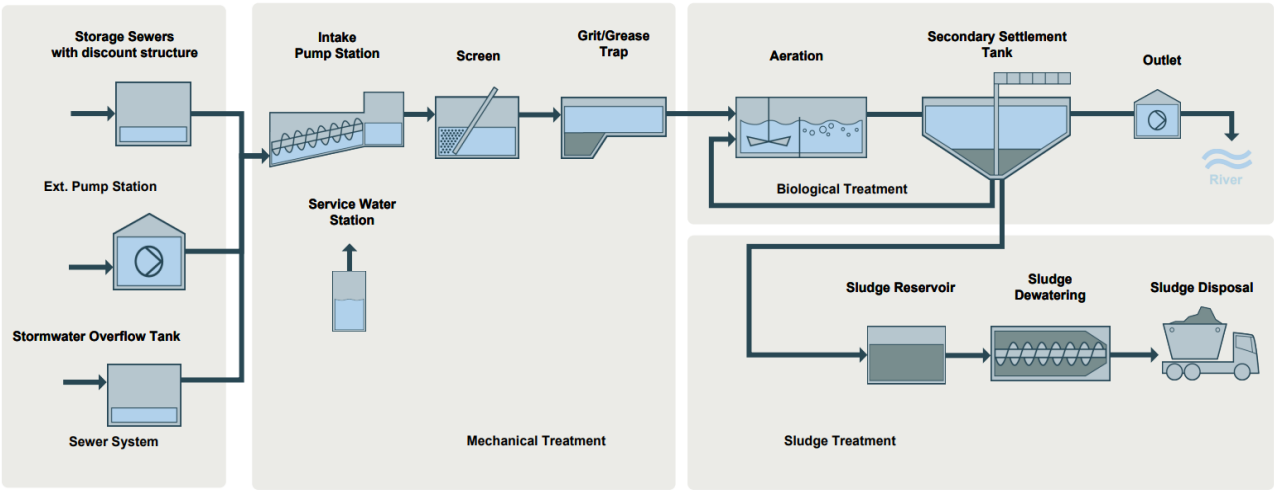 Storage Sewers
with discount structure
Ext. Pump Station
Stormwater Overflow Tank
Sewer System
Intake
Pump Station
Screen
Grit/Grease
Trap
Service Water
Station
Mechanical Treatment
Aeration
Secondary Settlement
Tank
Outlet
River
Biological Treatment
Sludge Reservoir
Sludge
Dewatering
Sludge Disposal
Sludge Treatment